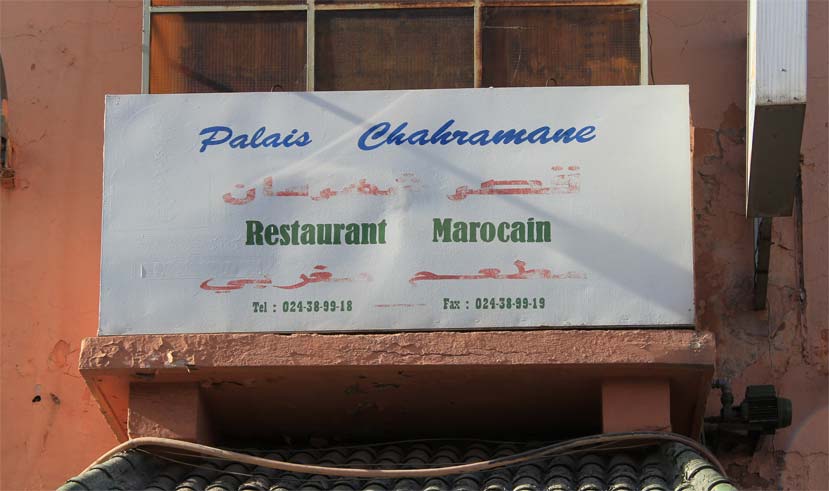 Palais Chahramane
قصر شهرمان
Restaurant Marocain
مطعم مغربي
Tel : 024-38-99-18 Fax : 024-38-99-19